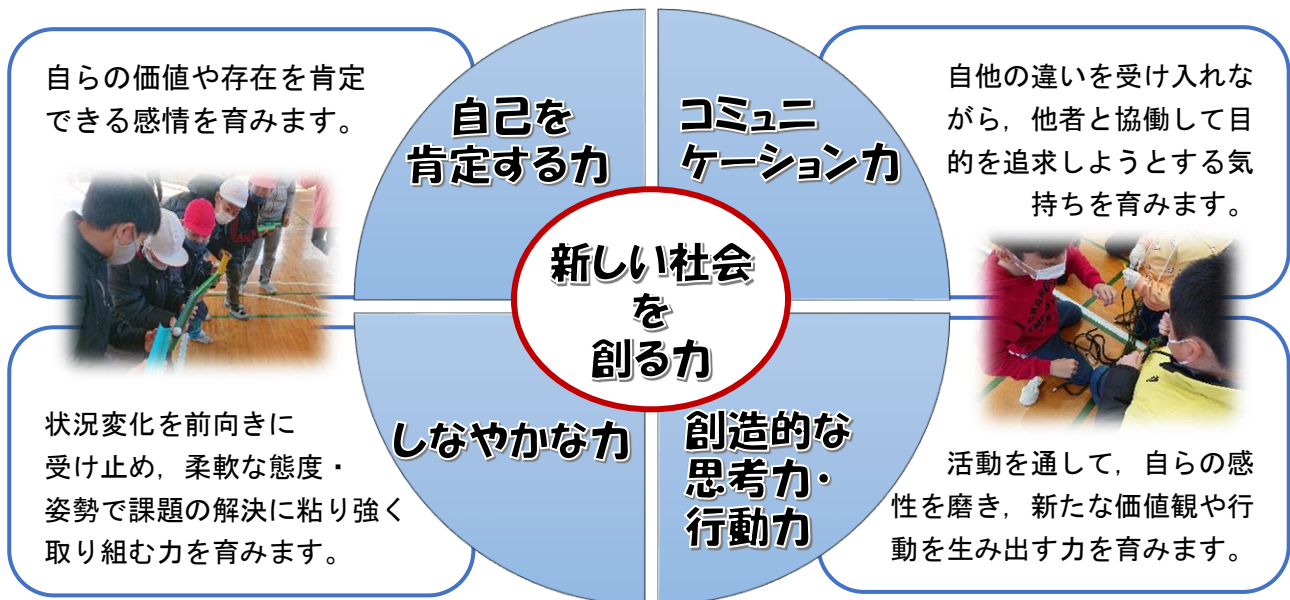 自らの価値や存在を肯定
できる感情を育みます。
自己を
肯定する力
コミュニ
ケーション力
自他の違いを受け入れな
がら，他者と協働して目
的を追求しようとする気
持ちを育みます。
新しい社会
を
創る力
状況変化を前向きに
受け止め，柔軟な態度・
姿勢で課題の解決に粘り強く
取り組む力を育みます。
しなやかな力
創造的な
思考力・
行動力
活動を通して，自らの感
性を磨き，新たな価値観や行
動を生み出す力を育みます。